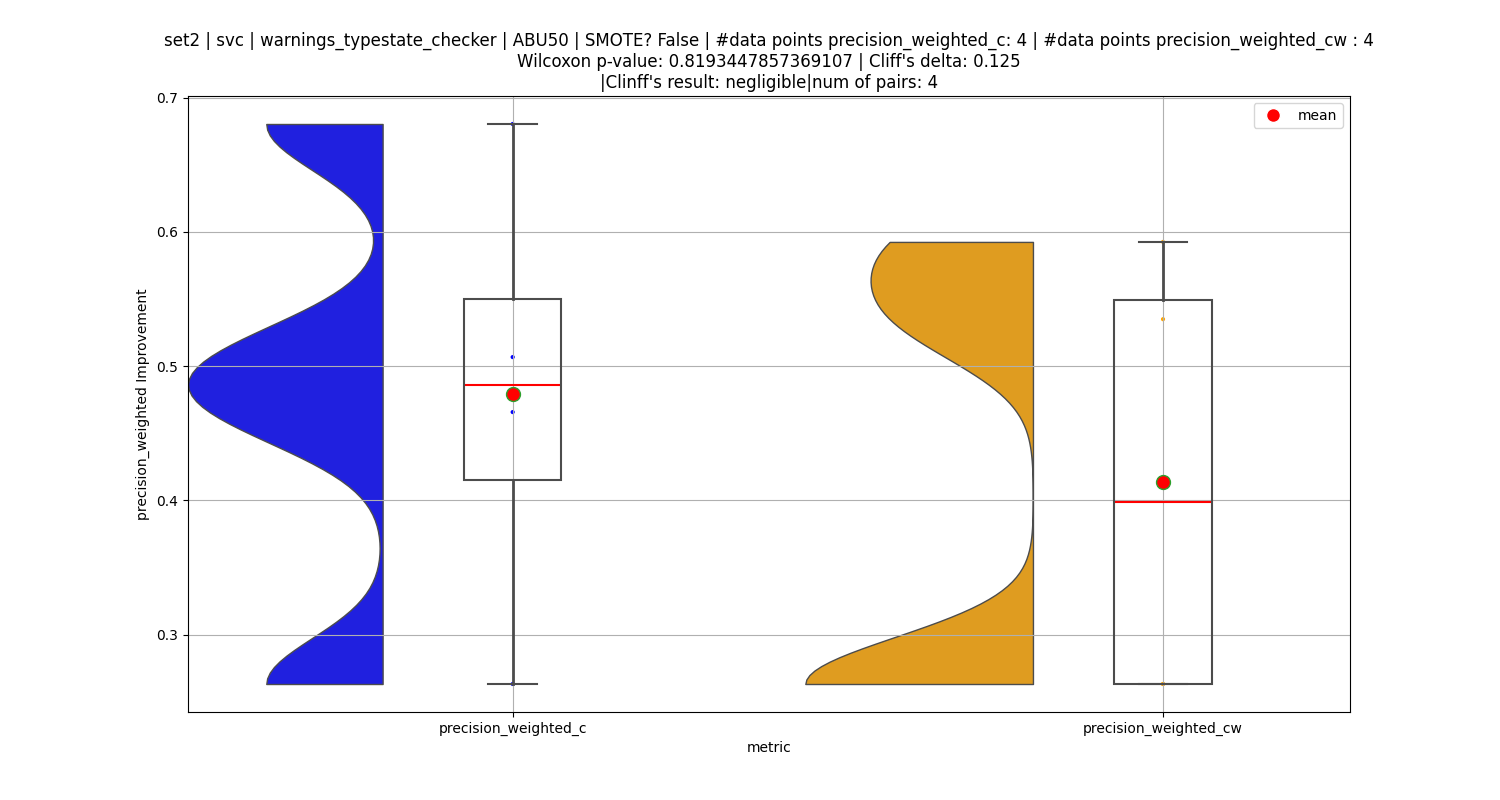 set2 | svc | warnings_typestate_checker | ABU50 | SMOTE? False | #data points precision_weighted_c: 4 | #data points precision_weighted_cw : 4
Wilcoxon p-value: 0.8193447857369107 | Cliff's delta: 0.125
|Clinff's result: negligible|num of pairs: 4
mean
0.7
0.6
0.5
0.4
0.3
precision_weighted Improvement
precision_weighted_c
precision_weighted_cw
metric